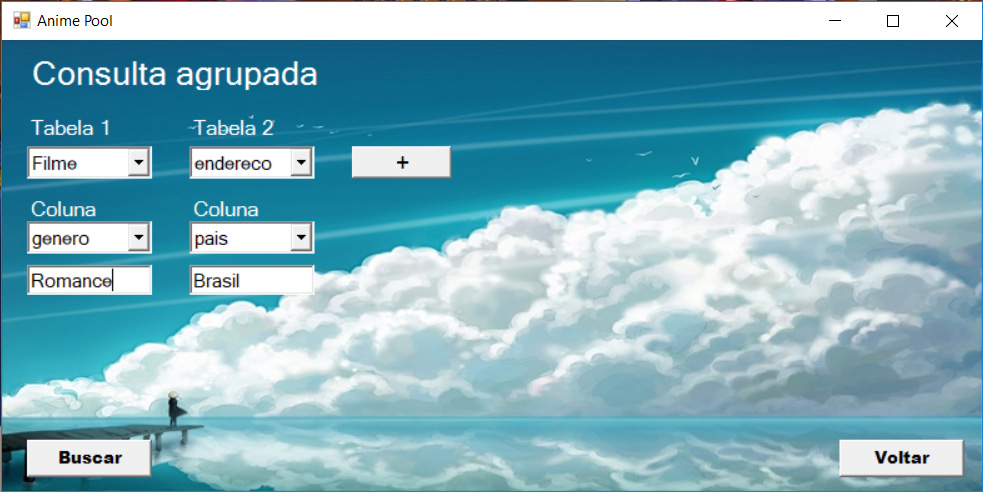 Anime Pool
Consulta agrupada
Tabela 1 Tabela 2
Filme endereco +
Coluna Coluna
genero pais
Romance Brasil
Buscar Voltar